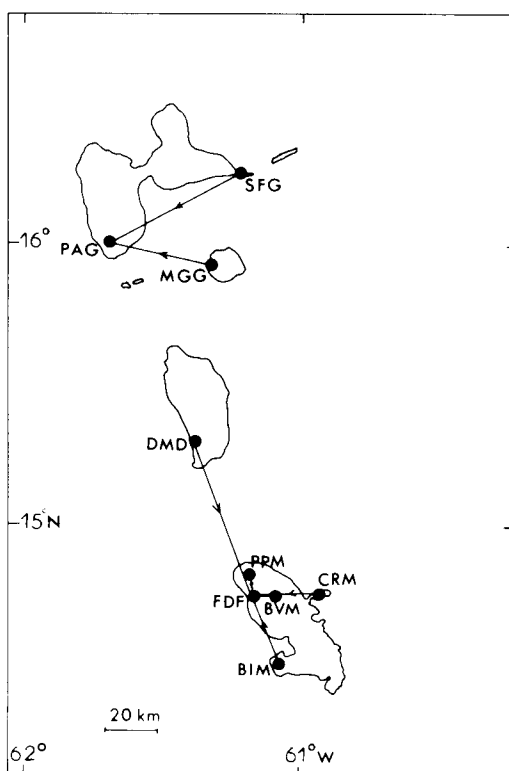 SFG
16°
PAG
MGG
DMD
15°N
PPM
CRM
FDF
BVM
BIM
20 km
62°
61°W